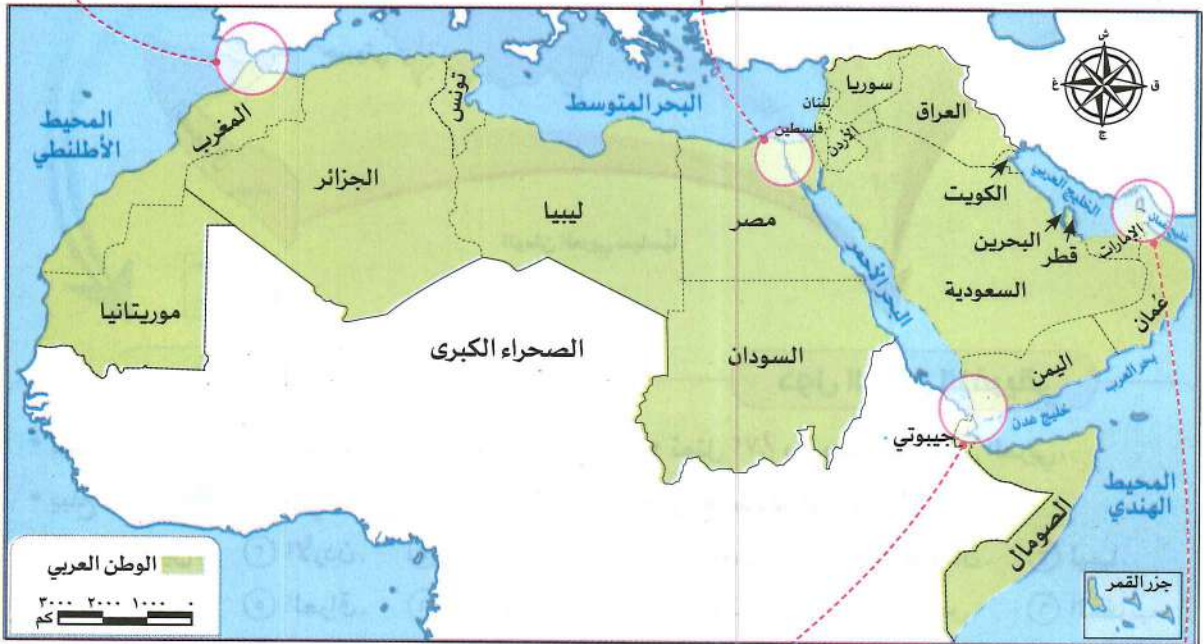 ش
ق
ج
غ
المحيط
الأطلنطي
البحر المتوسط
سوريا
العراق
لبنان
فلسطين
الأردن
تونس
المغرب
الجزائر
ليبيا
مصر
الكويت
الخليج العربي
البحرين
قطر
الإمارات
خليج عمان
السعودية
عُمان
البحر الأحمر
موريتانيا
الصحراء الكبرى
السودان
اليمن
بحر العرب
خليج عدن
جيبوتي
المحيط
الهندي
الصومال
جزر القمر
الوطن العربي
٣٠٠٠ ٢٠٠٠ ١٠٠٠ ٠
كم